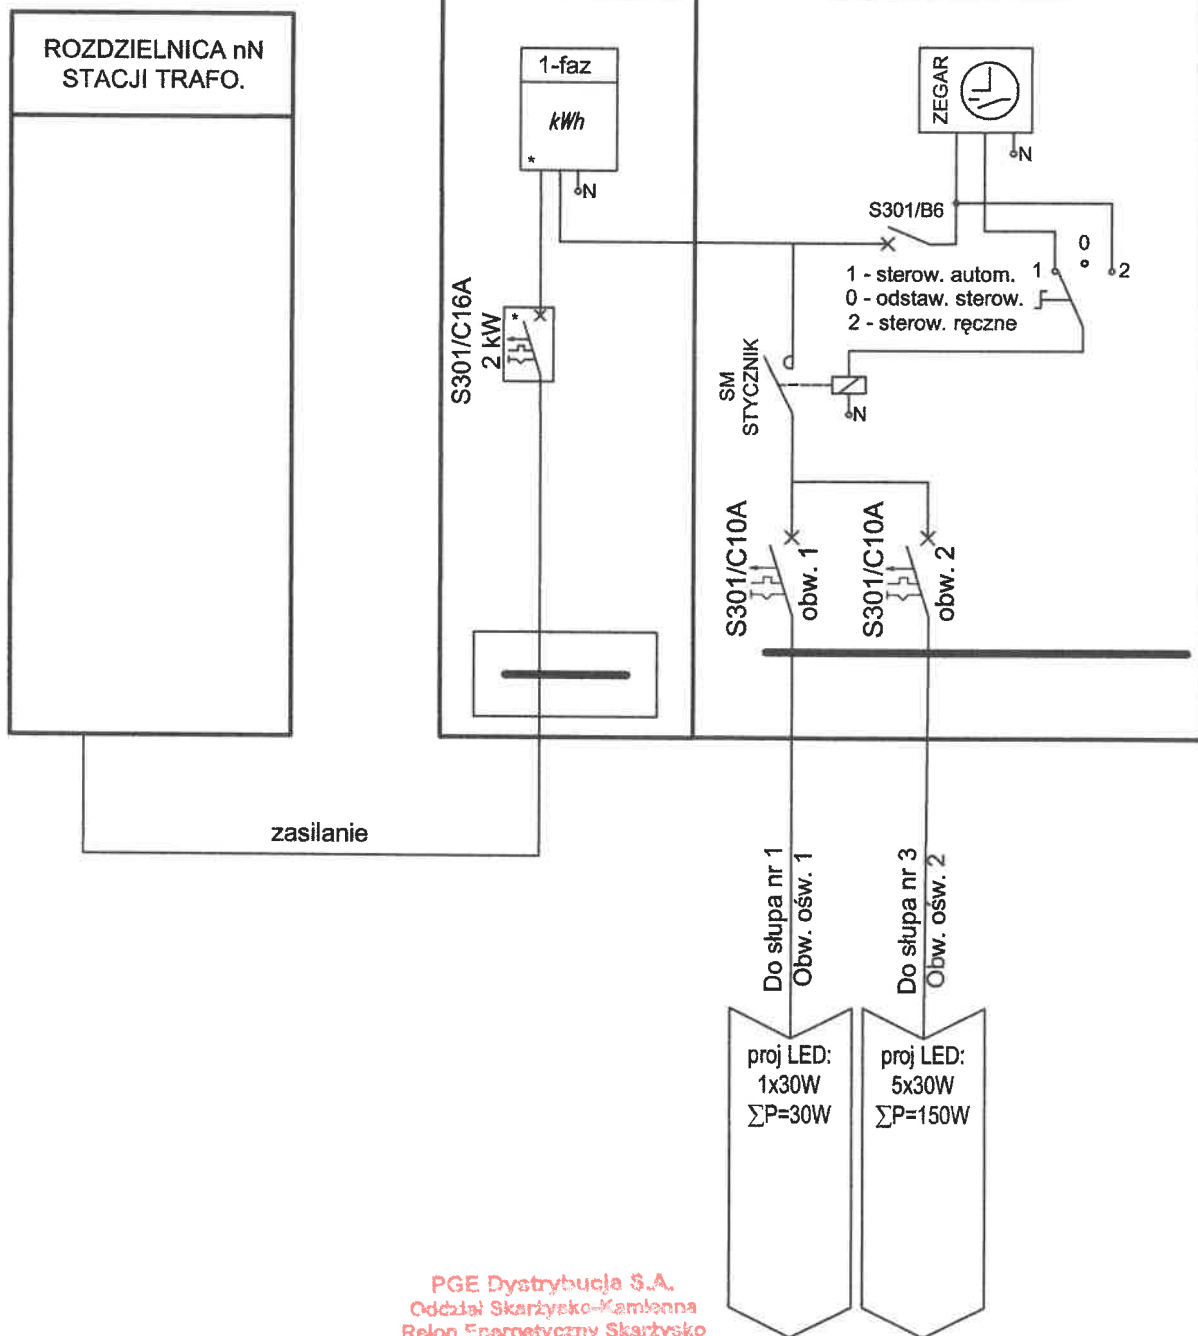 ROZDZIELNICA nN
STACJI TRAFO.
1-faz
kWh
*
N
S301/C16A
2 kW
*
ZEGAR
N
S301/B6
1 - sterow. autom.
0 - odstaw. sterow.
2 - sterow. ręczne
1
0
2
SM
STYCZNIK
N
S301/C10A
obw. 1
S301/C10A
obw. 2
zasilanie
Do słupa nr 1
Obw. ośw. 1
Do słupa nr 3
Obw. ośw. 2
proj LED:
1x30W
∑P=30W
proj LED:
5x30W
∑P=150W
PGE Dystrybucja S.A.
Oddział Skarżysko-Kamienna
Rejon Energetyczny Skarżysko